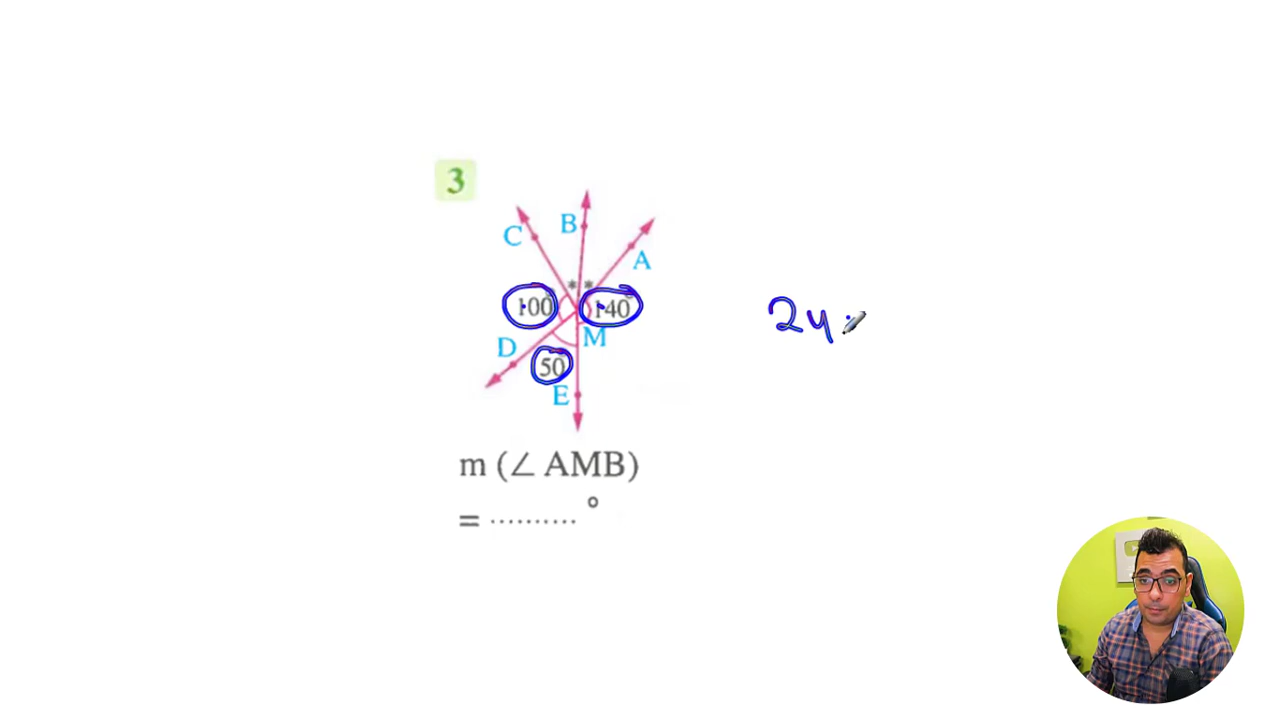 3
B
C
A
100°
140°
M
D
50°
E
24
m (∠ AMB)
= .......... °